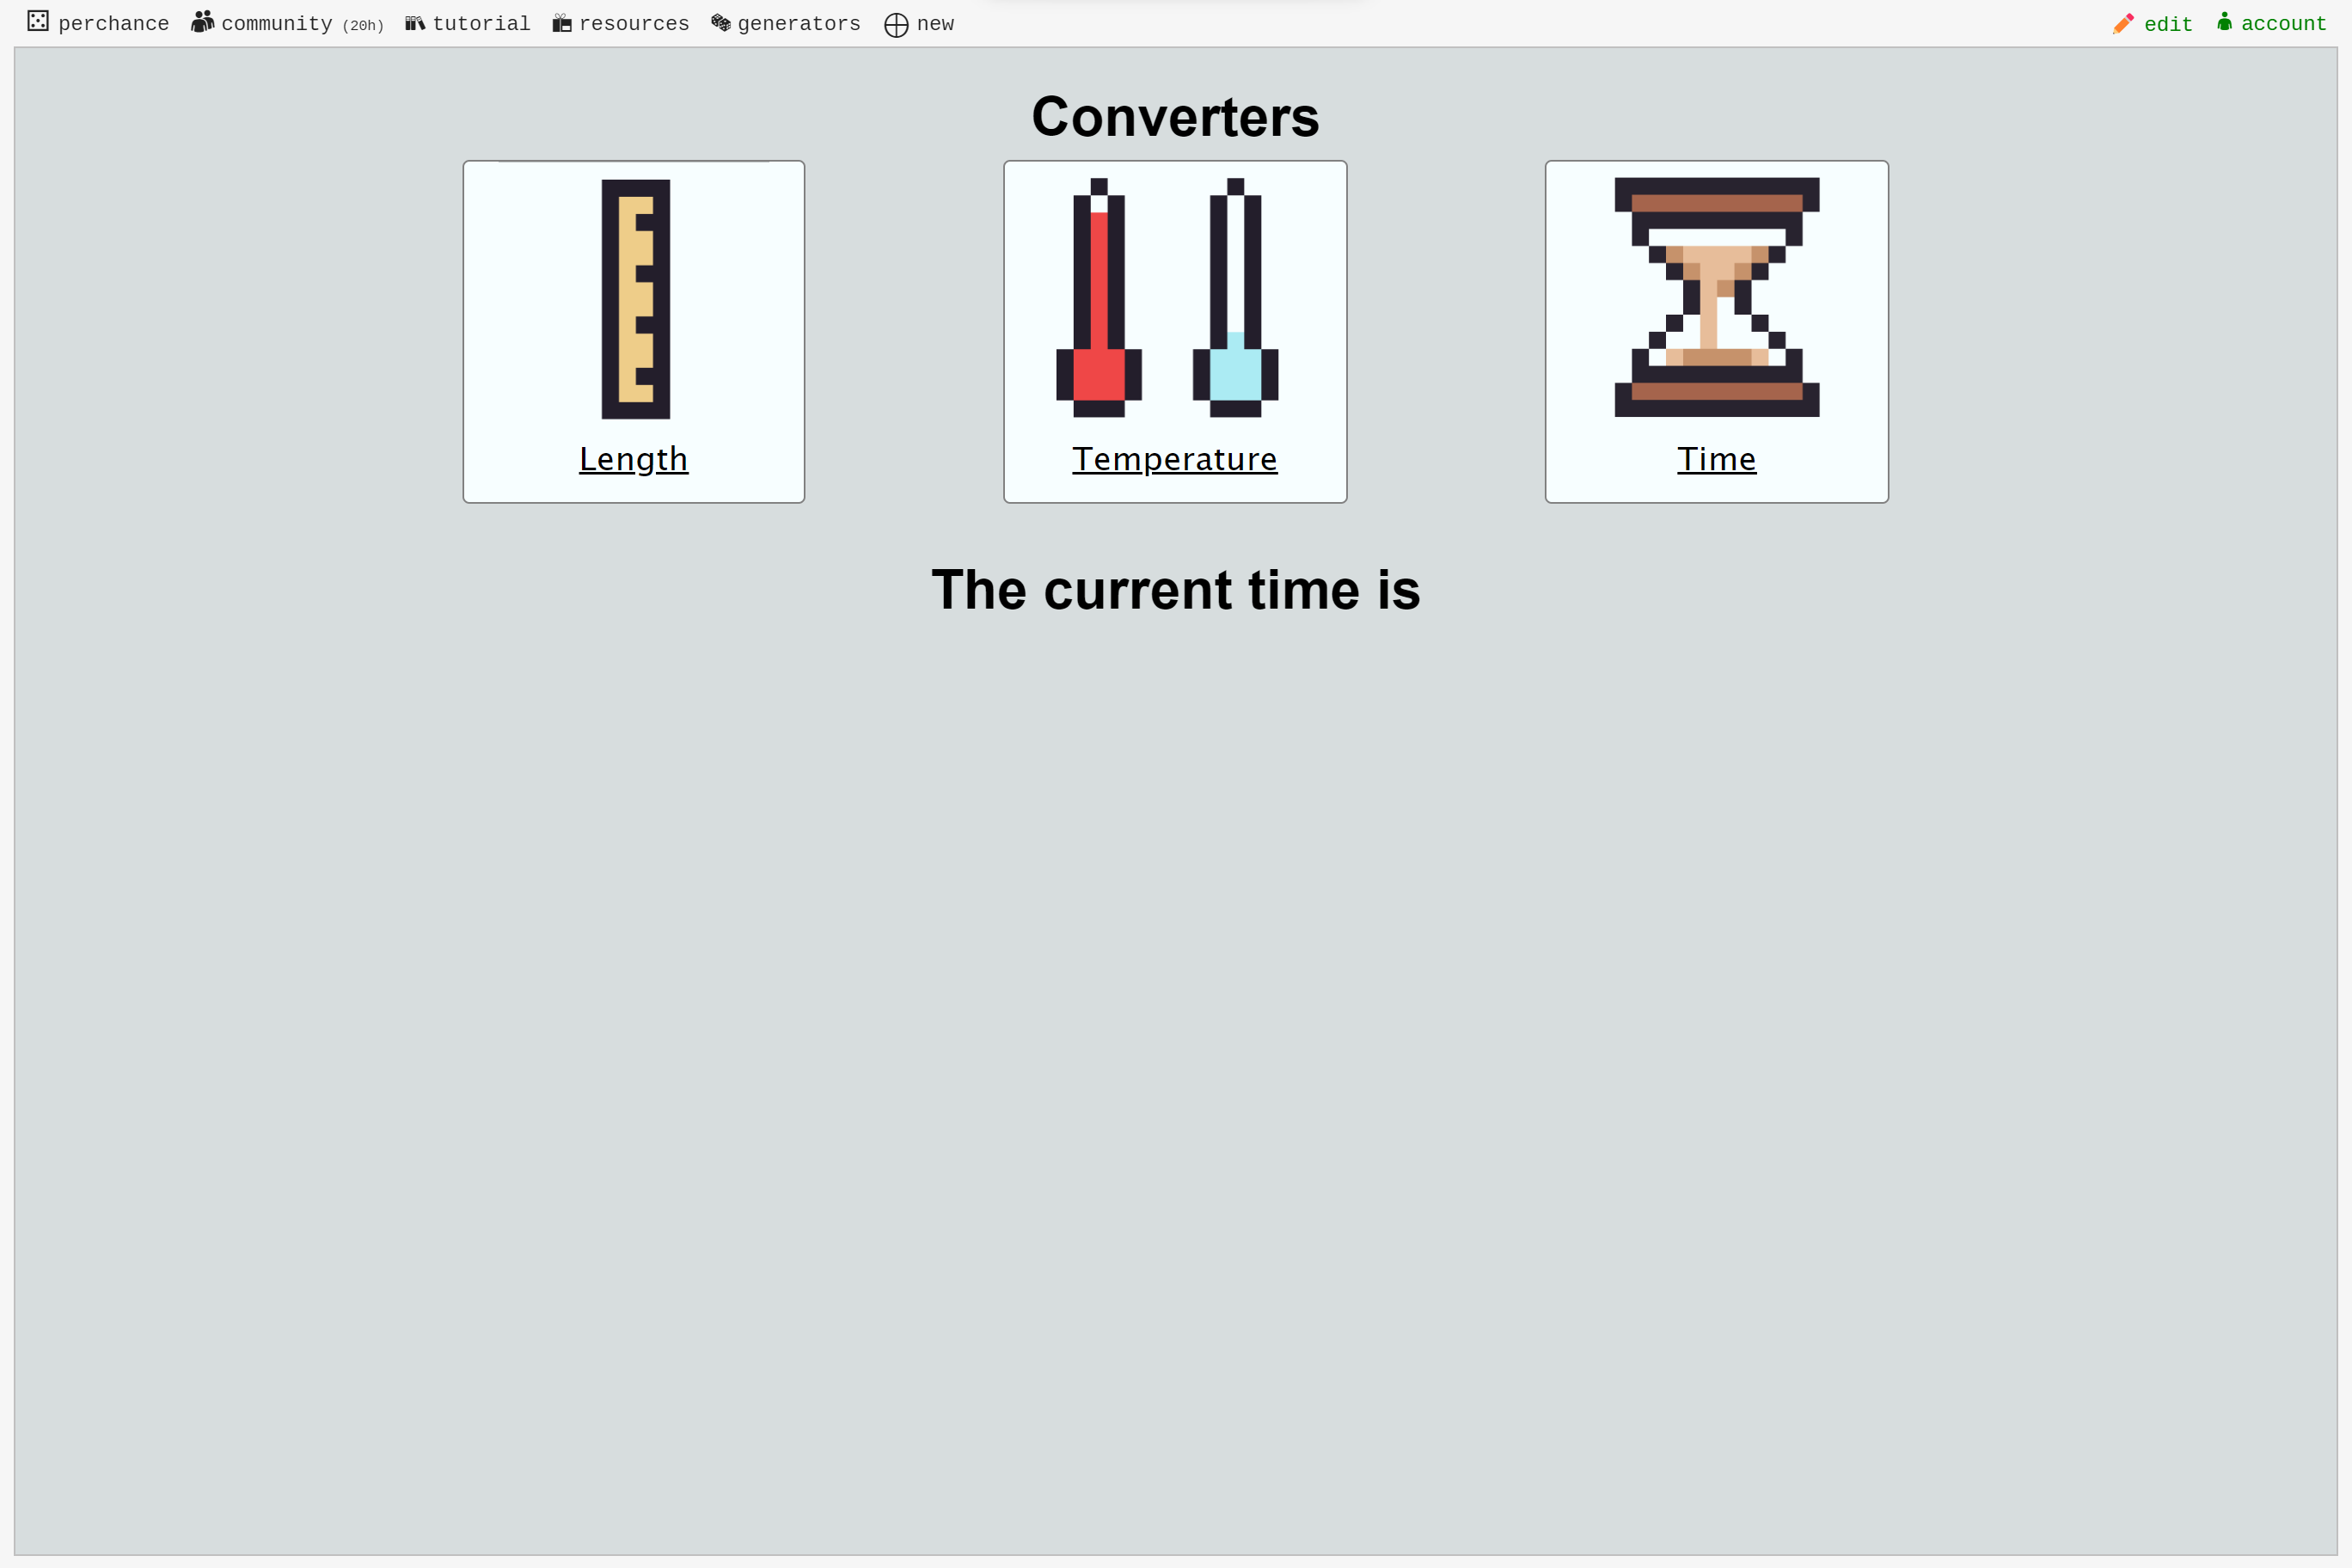 perchance community (20h) tutorial resources generators new edit account
Converters
Length Temperature Time
The current time is